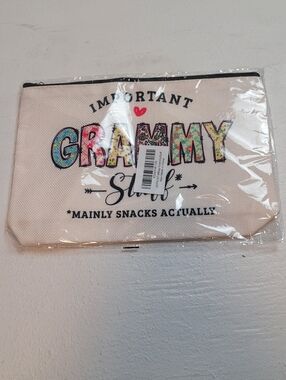 IMPORTANT
GRAMMY
Stuff*
*MAINLY SNACKS ACTUALLY